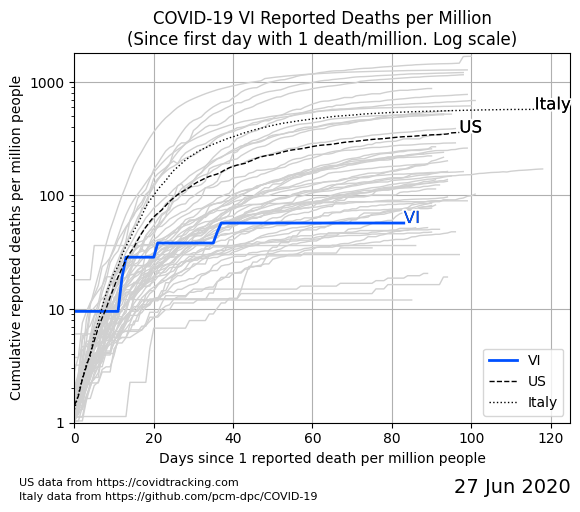 COVID-19 VI Reported Deaths per Million
(Since first day with 1 death/million. Log scale)
Cumulative reported deaths per million people
1000
100
10
1
Italy
US
VI
VI
US
Italy
0 20 40 60 80 100 120
Days since 1 reported death per million people
US data from https://covidtracking.com
Italy data from https://github.com/pcm-dpc/COVID-19
27 Jun 2020